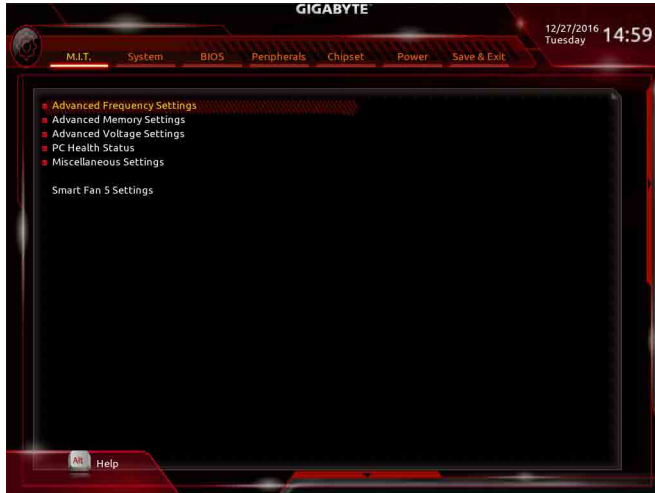 GIGABYTE
12/27/2016 14:59
Tuesday
M.I.T. System BIOS Peripherals Chipset Power Save & Exit
Advanced Frequency Settings
Advanced Memory Settings
Advanced Voltage Settings
PC Health Status
Miscellaneous Settings
Smart Fan 5 Settings
Alt Help